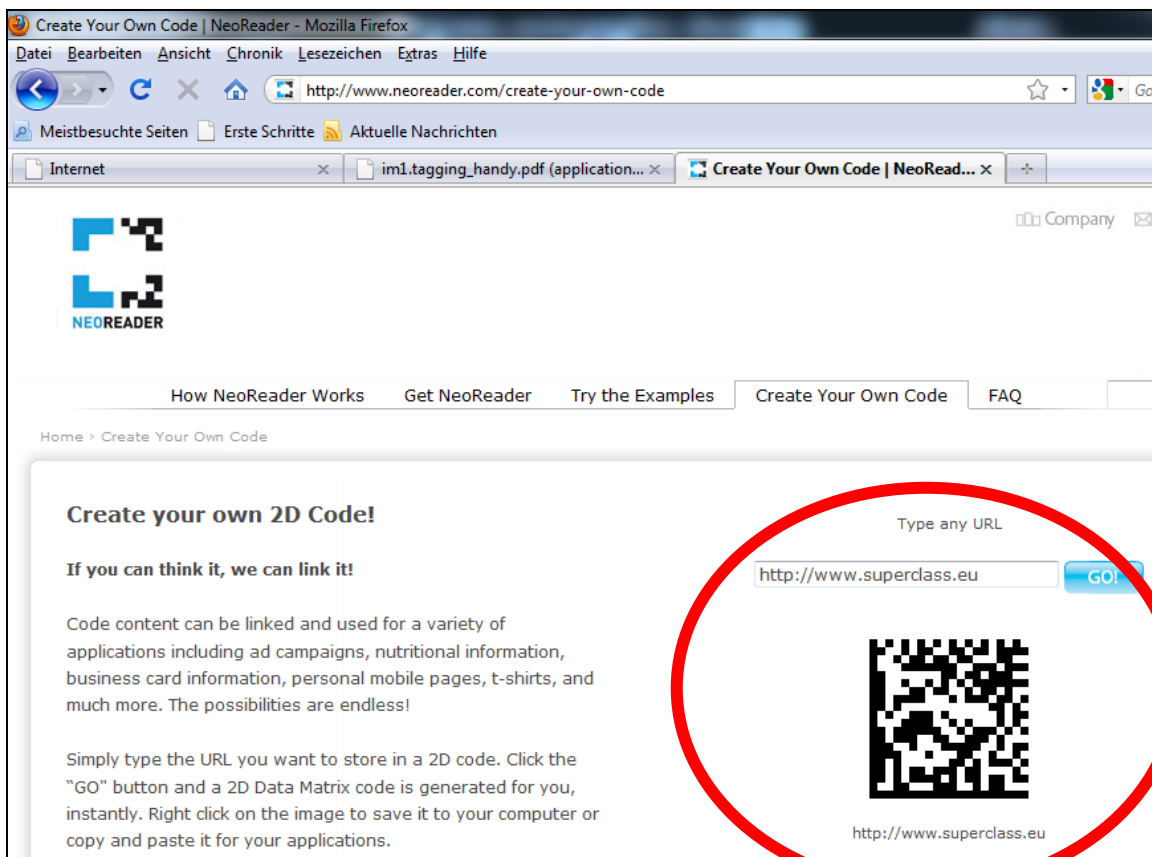 Create Your Own Code | NeoReader - Mozilla Firefox
Datei Bearbeiten Ansicht Chronik Lesezeichen Extras Hilfe
http://www.neoreader.com/create-your-own-code
Go
Meistbesuchte Seiten Erste Schritte Aktuelle Nachrichten
Internet im1.tagging_handy.pdf (application... Create Your Own Code | NeoRead...
Company
NEOREADER
How NeoReader Works Get NeoReader Try the Examples Create Your Own Code FAQ
Home > Create Your Own Code
Create your own 2D Code!
If you can think it, we can link it!
Code content can be linked and used for a variety of
applications including ad campaigns, nutritional information,
business card information, personal mobile pages, t-shirts, and
much more. The possibilities are endless!
Simply type the URL you want to store in a 2D code. Click the
"GO" button and a 2D Data Matrix code is generated for you,
instantly. Right click on the image to save it to your computer or
copy and paste it for your applications.
Type any URL
http://www.superclass.eu GO!
http://www.superclass.eu